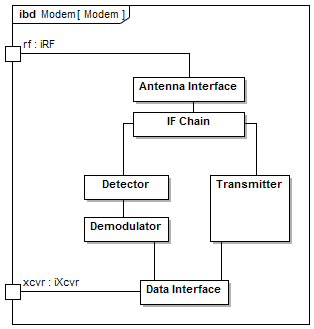 ibd Modem [ Modem ]
rf : iRF
Antenna Interface
IF Chain
Detector
Transmitter
Demodulator
xcvr : iXcvr
Data Interface